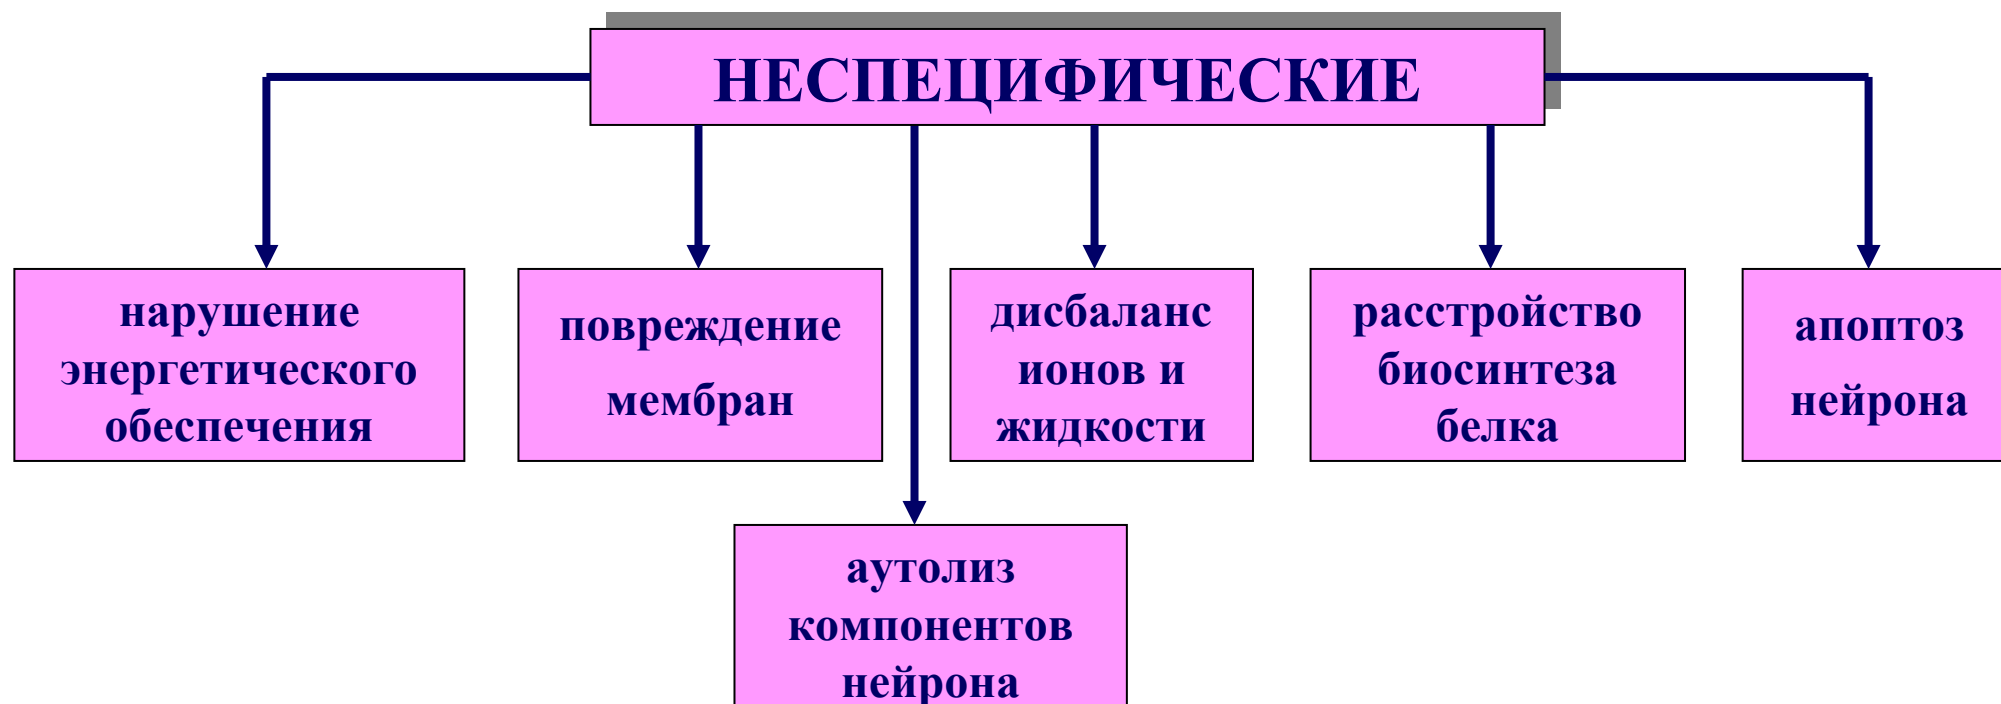 НЕСПЕЦИФИЧЕСКИЕ
нарушение
энергетического
обеспечения
повреждение
мембран
дисбаланс
ионов и
жидкости
расстройство
биосинтеза
белка
апоптоз
нейрона
аутолиз
компонентов
нейрона